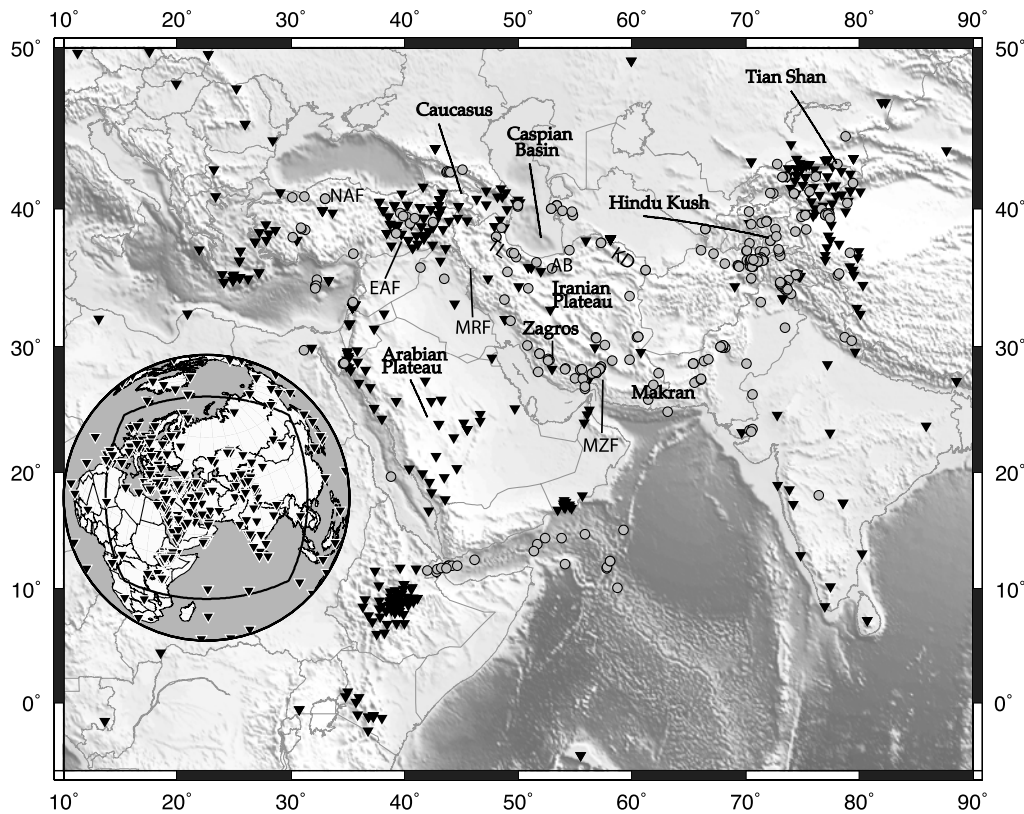 10° 20° 30° 40° 50° 60° 70° 80° 90°
50° 50°
Tian Shan
Caucasus
Caspian
Basin
NAF
Hindu Kush
40° 40°
KD
AB
EAF
Iranian
Plateau
MRF
Zagros
30° 30°
Arabian
Plateau
Makran
MZF
20° 20°
10° 10°
0° 0°
10° 20° 30° 40° 50° 60° 70° 80° 90°